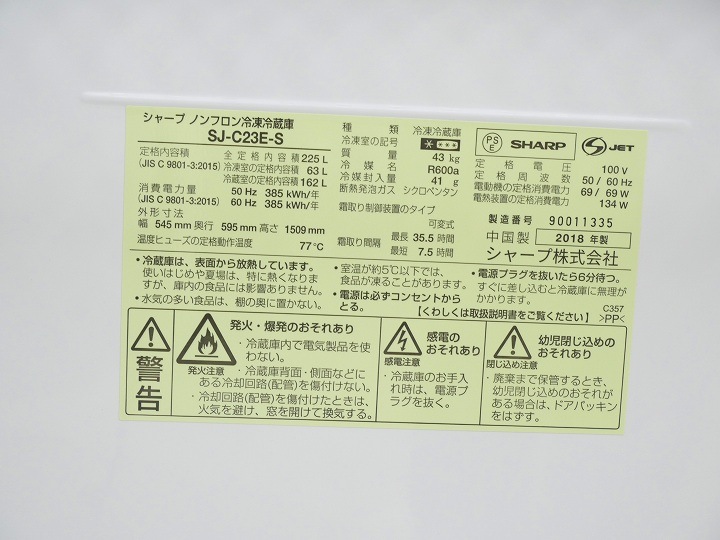 シャープ ノンフロン冷凍冷蔵庫
SJ-C23E-S
定格内容積 全 定 格 内 容 積 225 L
(JIS C 9801-3:2015) 冷凍室の定格内容積 63 L
冷蔵室の定格内容積 162 L
消 費 電 力 量 50 Hz 385 kWh/年
(JIS C 9801-3:2015) 60 Hz 385 kWh/年
外 形 寸 法
幅 545 mm 奥行 595 mm 高さ 1509 mm
温度ヒューズの定格動作温度 77℃
種 類 冷凍冷蔵庫
冷凍室の記号 ****
質 量 43 kg
冷 媒 名 R600a
冷媒封入量 41 g
断熱発泡ガス シクロペンタン
霜取り制御装置のタイプ
可変式
霜取り間隔 最長 35.5 時間
最短 7.5 時間
PS
E
SHARP
S JET
定 格 電 圧 100 V
定 格 周 波 数 50 / 60 Hz
電動機の定格消費電力 69 / 69 W
電熱装置の定格消費電力 134 W
製造番号 90011335
中国製 2018 年製
シャープ株式会社
・冷蔵庫は、表面から放熱しています。
使いはじめや夏場は、特に熱くなりま
すが、庫内の食品には影響ありません。
・水気の多い食品は、棚の奥に置かない。
・室温が約5℃以下では、
食品が凍ることがあります。
・電源は必ずコンセントから
とる。
・電源プラグを抜いたら6分待つ。
すぐに差し込むと冷蔵庫に無理が
かかります。
【くわしくは取扱説明書をご覧ください】
C357
>PP<
警告
発火・爆発のおそれあり
発火注意
・冷蔵庫内で電気製品を使
わない。
・冷蔵庫背面・側面などに
ある冷却回路(配管)を傷付けない。
・冷却回路(配管)を傷付けたときは、
火気を避け、窓を開けて換気する。
感電の
おそれあり
感電注意
・冷蔵庫のお手入
れ時は、電源プ
ラグを抜く。
幼児閉じ込めの
おそれあり
閉じ込め注意
・廃棄まで保管するとき、
幼児閉じ込めのおそれが
ある場合は、ドアパッキン
をはずす。